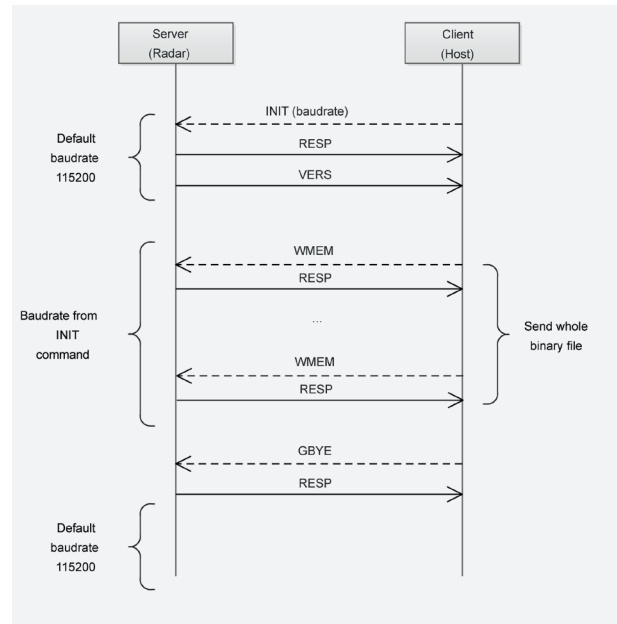 Server
(Radar)
Client
(Host)
INIT (baudrate)
Default
baudrate
115200
RESP
VERS
WMEM
RESP
Baudrate from
INIT
command
...
Send whole
binary file
WMEM
RESP
GBYE
RESP
Default
baudrate
115200